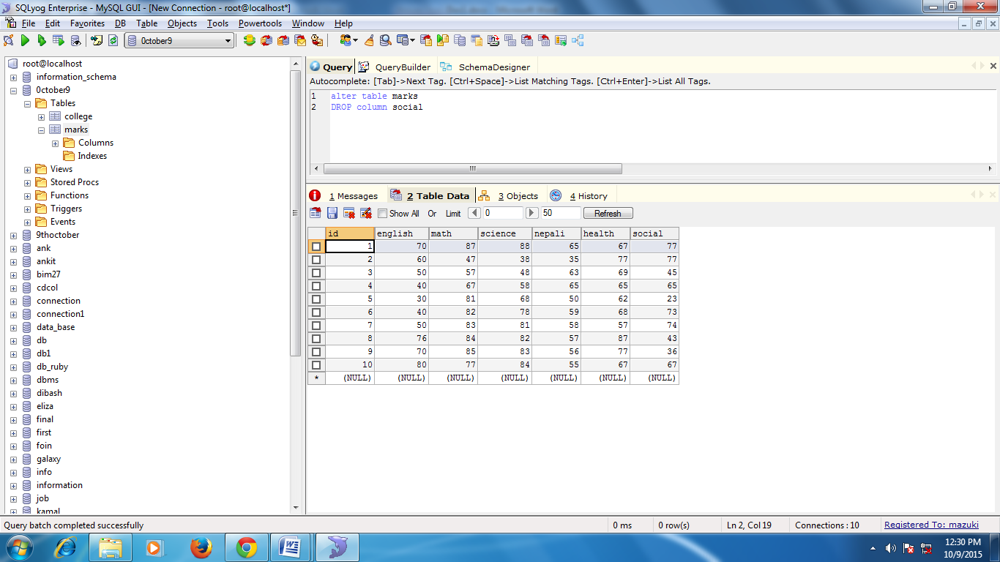 SQLyog Enterprise - MySQL GUI - [New Connection - root@localhost*]
File Edit Favorites DB Table Objects Tools Powertools Window Help
0ctober9
root@localhost
information_schema
0ctober9
Tables
college
marks
Columns
Indexes
Views
Stored Procs
Functions
Triggers
Events
9thoctober
ank
ankit
bim27
cdcol
connection
connection1
data_base
db
db1
db_ruby
dbms
dibash
eliza
final
first
foin
galaxy
info
information
job
kamal
Query QueryBuilder SchemaDesigner
Autocomplete: [Tab]->Next Tag. [Ctrl+Space]->List Matching Tags. [Ctrl+Enter]->List All Tags.
1 alter table marks
2 DROP column social
1 Messages 2 Table Data 3 Objects 4 History
Show All Or Limit 0 50 Refresh
id english math science nepali health social
1 70 87 88 65 67 77
2 60 47 38 35 77 77
3 50 57 48 63 69 45
4 40 67 58 65 65 65
5 30 81 68 50 62 23
6 40 82 78 59 68 73
7 50 83 81 58 57 74
8 76 84 82 57 87 43
9 70 85 83 56 77 36
10 80 77 84 55 67 67
* (NULL) (NULL) (NULL) (NULL) (NULL) (NULL) (NULL)
Query batch completed successfully 0 ms 0 row(s) Ln 2, Col 19 Connections : 10 Registered To: mazuki
12:30 PM
10/9/2015